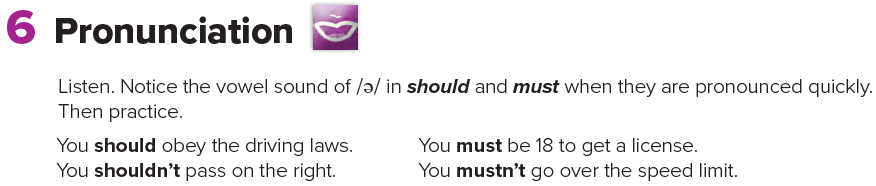 6 Pronunciation
Listen. Notice the vowel sound of /ə/ in should and must when they are pronounced quickly.
Then practice.
You should obey the driving laws.
You shouldn't pass on the right.
You must be 18 to get a license.
You mustn't go over the speed limit.